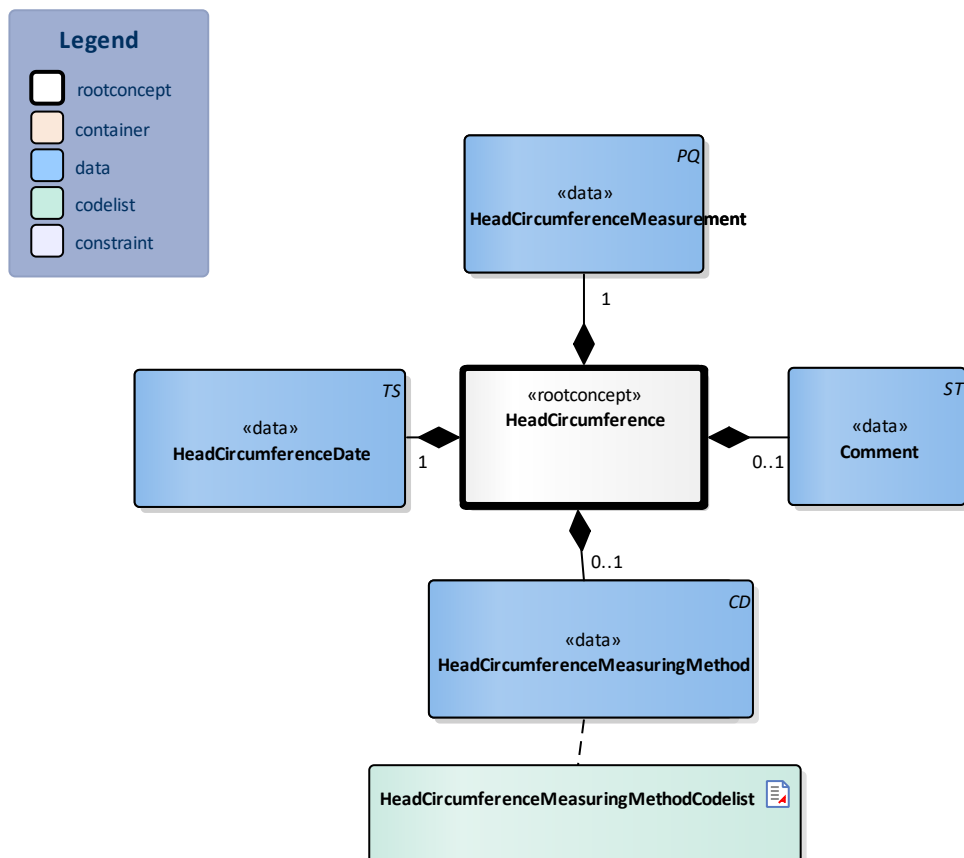 Legend
rootconcept
container
data
codelist
constraint
PQ
«data»
HeadCircumferenceMeasurement
1
TS
«data»
HeadCircumferenceDate
1
«rootconcept»
HeadCircumference
ST
«data»
Comment
0..1
0..1
CD
«data»
HeadCircumferenceMeasuringMethod
HeadCircumferenceMeasuringMethodCodelist